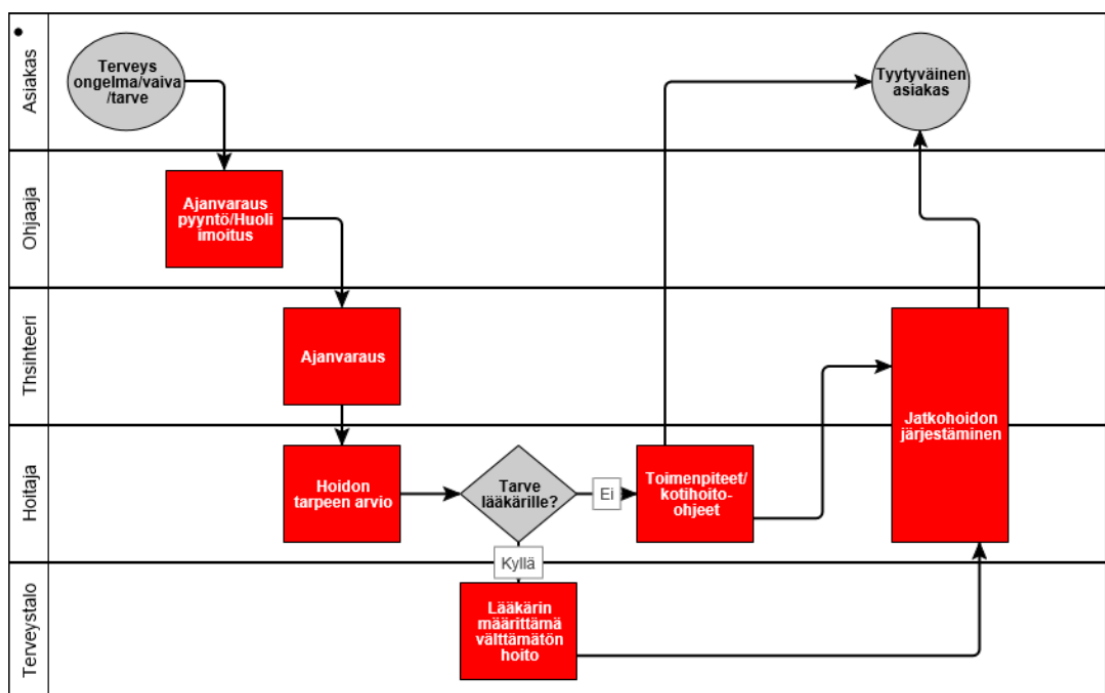 Asiakas
Terveys
ongelma/vaiva
/tarve
Tyytyväinen
asiakas
Ohjaaja
Ajanvaraus
pyyntö/Huoli
imoitus
Thsihteeri
Ajanvaraus
Jatkohoidon
järjestäminen
Hoitaja
Hoidon
tarpeen arvio
Tarve
lääkärille?
Ei
Toimenpiteet/
kotihoito-
ohjeet
Kyllä
Terveystalo
Lääkärin
määrittämä
välttämätön
hoito